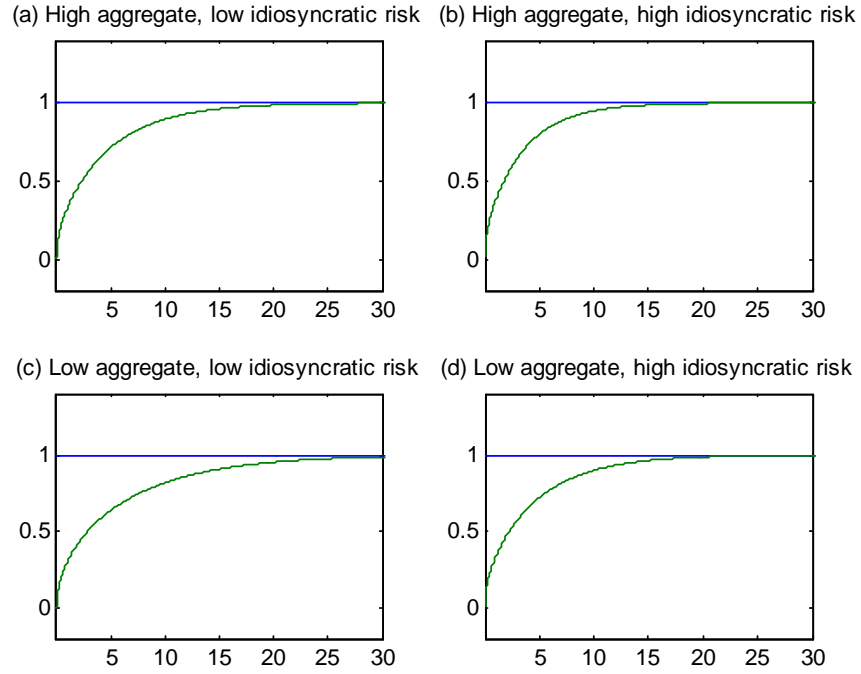 (a) High aggregate, low idiosyncratic risk
(b) High aggregate, high idiosyncratic risk
1
0.5
0
5 10 15 20 25 30
1
0.5
0
5 10 15 20 25 30
(c) Low aggregate, low idiosyncratic risk
(d) Low aggregate, high idiosyncratic risk
1
0.5
0
5 10 15 20 25 30
1
0.5
0
5 10 15 20 25 30